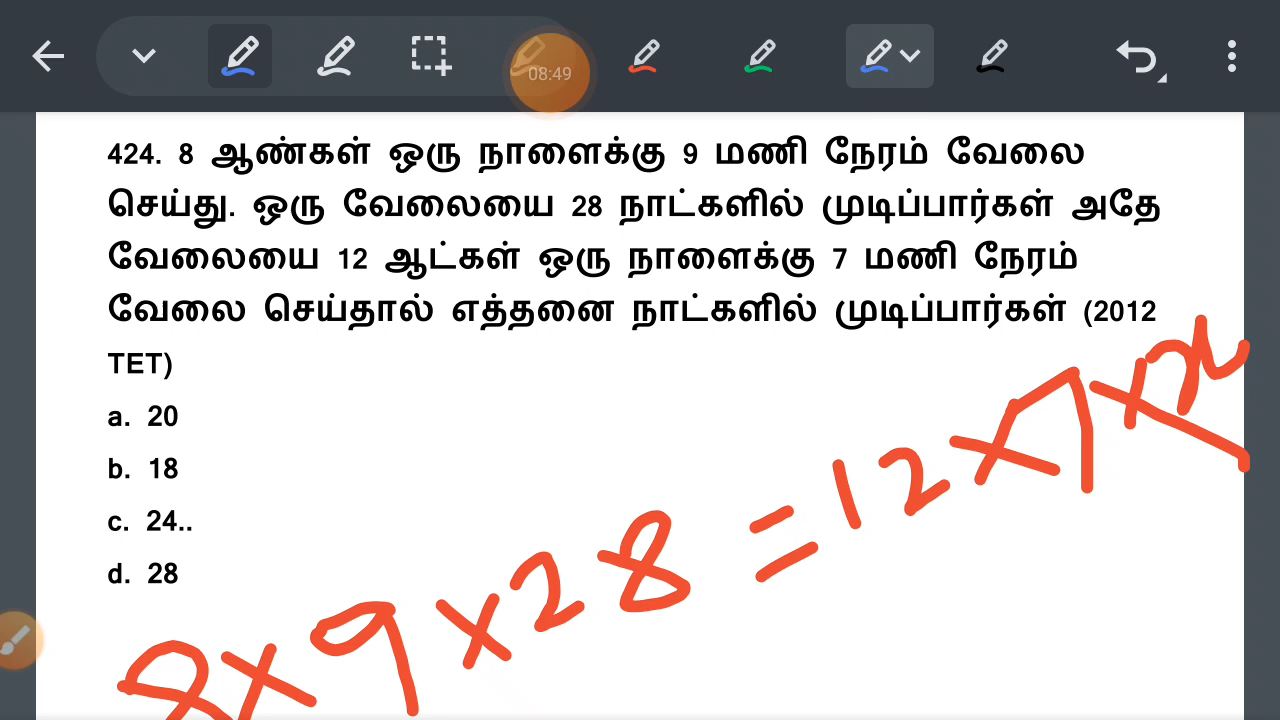 08:49
424. 8 ஆண்கள் ஒரு நாளைக்கு 9 மணி நேரம் வேலை
செய்து. ஒரு வேலையை 28 நாட்களில் முடிப்பார்கள் அதே
வேலையை 12 ஆட்கள் ஒரு நாளைக்கு 7 மணி நேரம்
வேலை செய்தால் எத்தனை நாட்களில் முடிப்பார்கள் (2012
TET)
a. 20
b. 18
c. 24..
d. 28
8×9×28=12×7×x